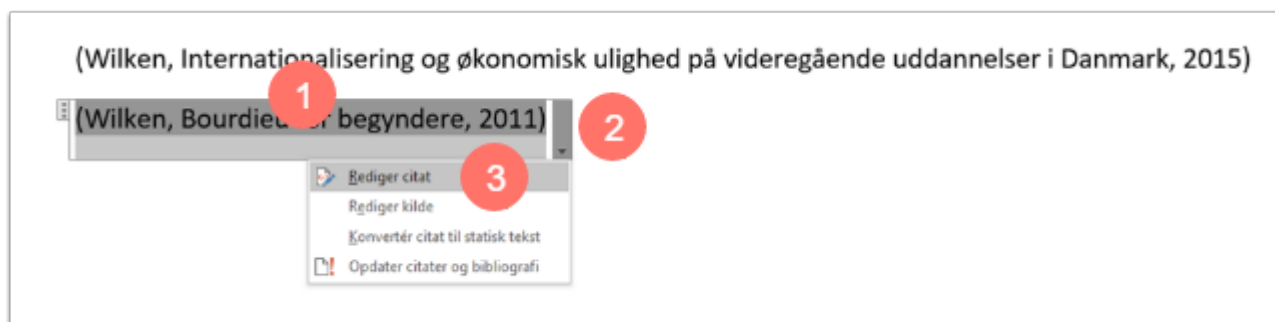 (Wilken, Internationalisering og økonomisk ulighed på videregående uddannelser i Danmark, 2015)
1
(Wilken, Bourdieu begyndere, 2011)
2
Rediger citat
3
Rediger kilde
Konvertér citat til statisk tekst
Opdater citater og bibliografi